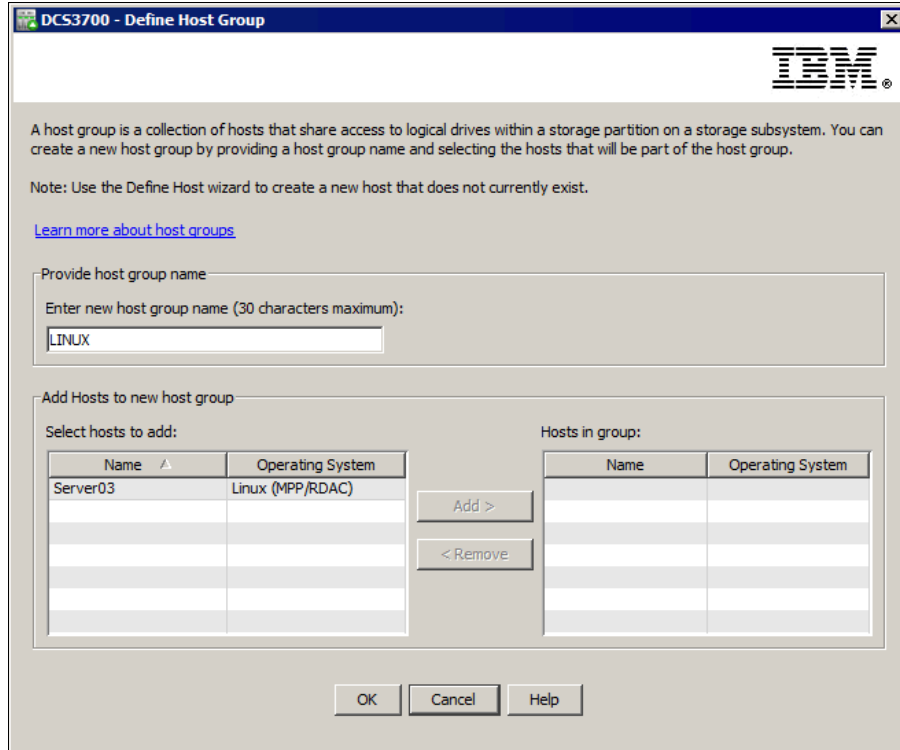 DCS3700 - Define Host Group
IBM®
A host group is a collection of hosts that share access to logical drives within a storage partition on a storage subsystem. You can
create a new host group by providing a host group name and selecting the hosts that will be part of the host group.
Note: Use the Define Host wizard to create a new host that does not currently exist.
Learn more about host groups
Provide host group name
Enter new host group name (30 characters maximum):
LINUX
Add Hosts to new host group
Select hosts to add:
Hosts in group:
Name Operating System
Name Operating System
Server03 Linux (MPP/RDAC)
Add >
< Remove
OK Cancel Help